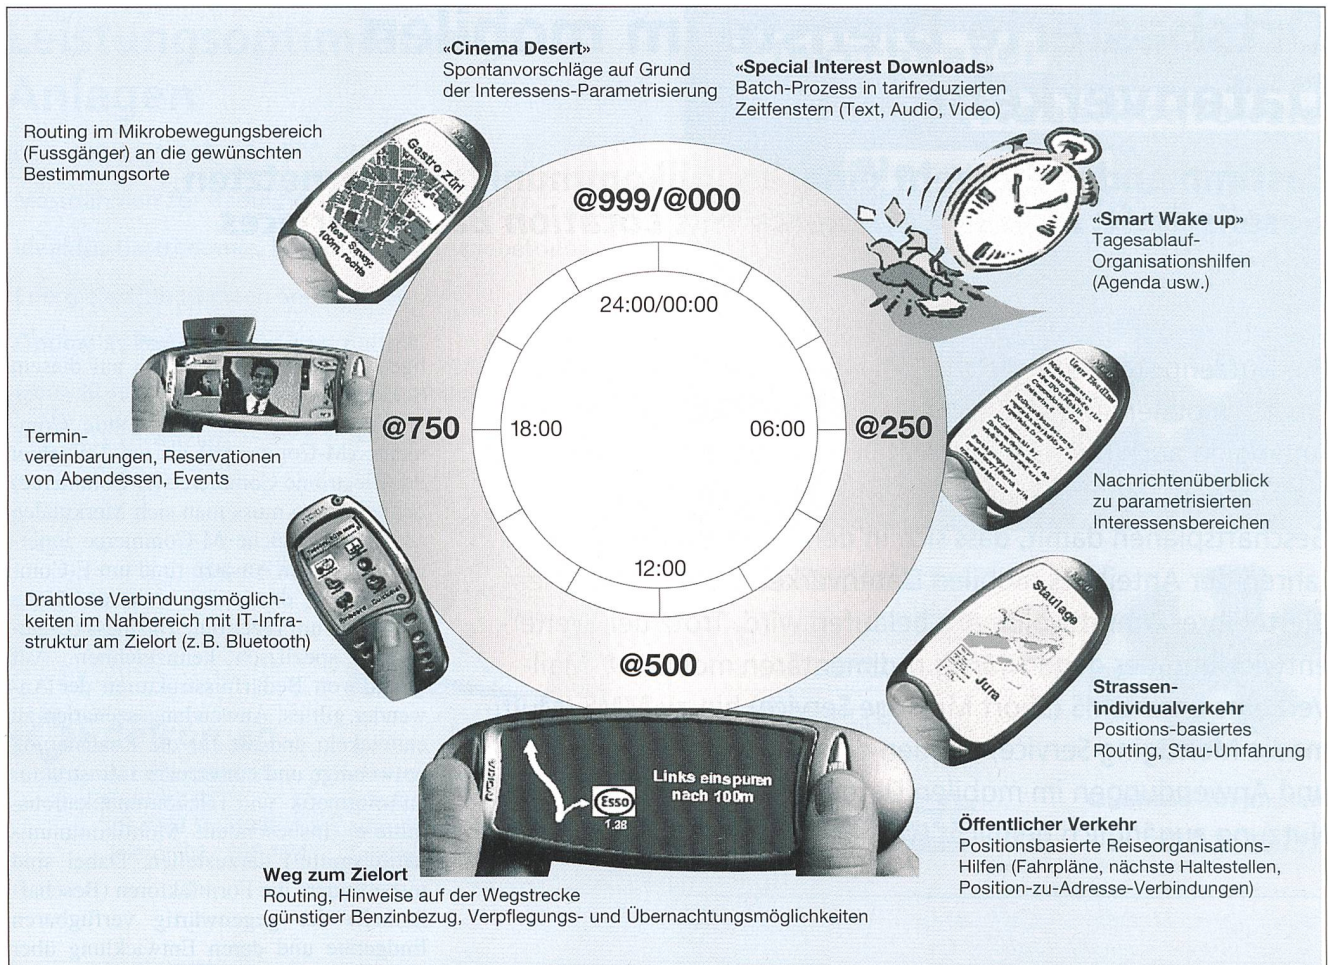 «Cinema Desert»
Spontanvorschläge auf Grund
der Interessens-Parametrisierung
«Special Interest Downloads»
Batch-Prozess in tarifreduzierten
Zeitfenstern (Text, Audio, Video)
Routing im Mikrobewegungsbereich
(Fussgänger) an die gewünschten
Bestimmungsorte
Gastro Züri
Rest. Savoy:
100m, rechts
@999/@000
24:00/00:00
«Smart Wake up»
Tagesablauf-
Organisationshilfen
(Agenda usw.)
@750
18:00
06:00
@250
Termin-
vereinbarungen, Reservationen
von Abendessen, Events
Nachrichtenüberblick
zu parametrisierten
Interessensbereichen
12:00
Drahtlose Verbindungsmöglich-
keiten im Nahbereich mit IT-Infra-
struktur am Zielort (z.B. Bluetooth)
NOKIA
@500
Staulage
Jura
Strassen-
individualverkehr
Positions-basiertes
Routing, Stau-Umfahrung
NOKIA
Esso
1.38
Links einspuren
nach 100m
Öffentlicher Verkehr
Positionsbasierte Reiseorganisations-
Hilfen (Fahrpläne, nächste Haltestellen,
Position-zu-Adresse-Verbindungen)
Weg zum Zielort
Routing, Hinweise auf der Wegstrecke
(günstiger Benzinbezug, Verpflegungs- und Übernachtungsmöglichkeiten